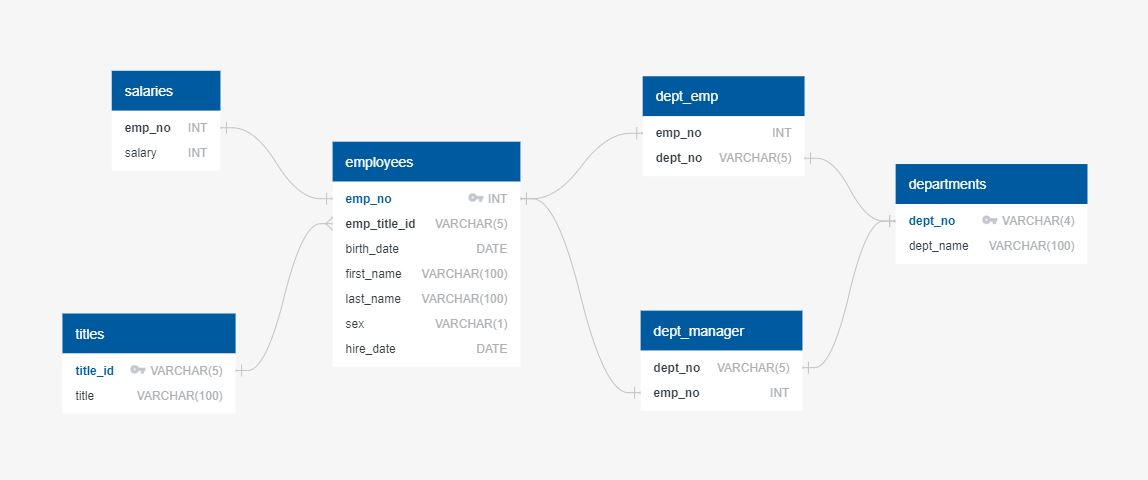 salaries
emp_no INT
salary INT
titles
title_id VARCHAR(5)
title VARCHAR(100)
employees
emp_no INT
emp_title_id VARCHAR(5)
birth_date DATE
first_name VARCHAR(100)
last_name VARCHAR(100)
sex VARCHAR(1)
hire_date DATE
dept_emp
emp_no INT
dept_no VARCHAR(5)
dept_manager
dept_no VARCHAR(5)
emp_no INT
departments
dept_no VARCHAR(4)
dept_name VARCHAR(100)